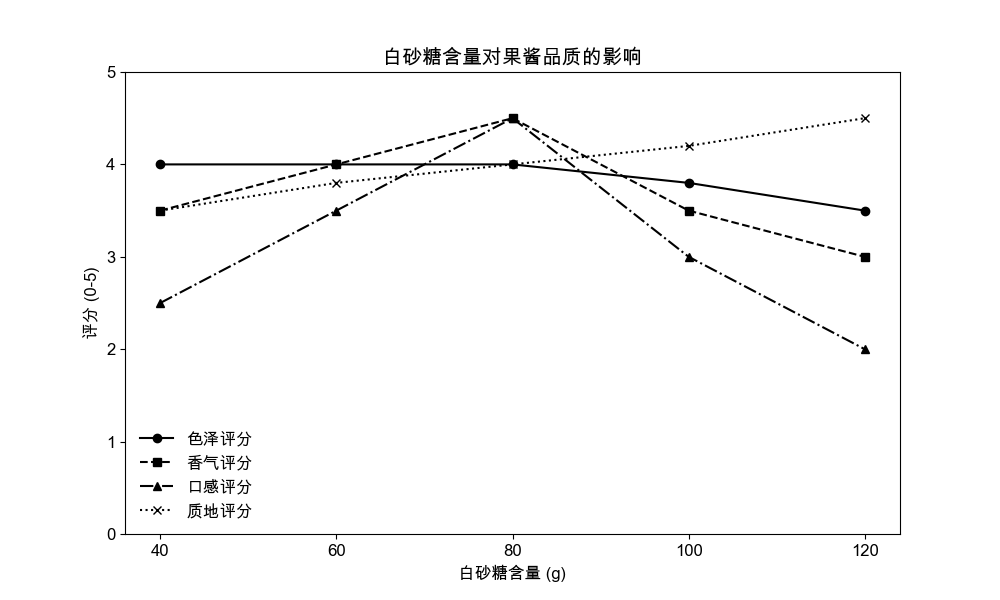 白砂糖含量对果酱品质的影响
5
4
3
2
1
0
评分 (0-5)
色泽评分
香气评分
口感评分
质地评分
40 60 80 100 120
白砂糖含量 (g)